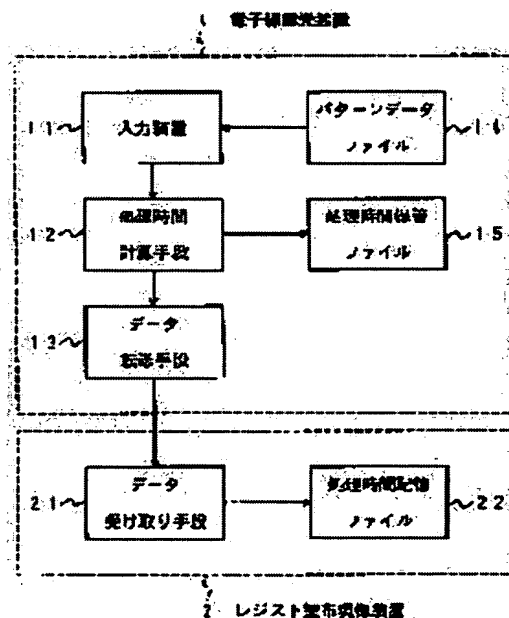 1 電子線露光装置
11 入力装置
パターンデータ
ファイル 14
12 処理時間
計算手段
処理時間保管
ファイル 15
13 データ
転送手段
21 データ
受け取り手段
処理時間記憶
ファイル 22
2 レジスト塗布現像装置